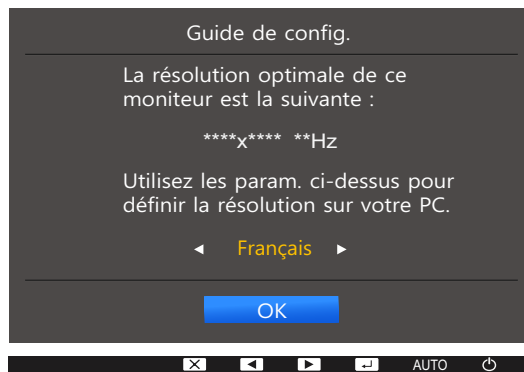 Guide de config.
La résolution optimale de ce
moniteur est la suivante :
****x**** **Hz
Utilisez les param. ci-dessus pour
définir la résolution sur votre PC.
Français
OK
AUTO